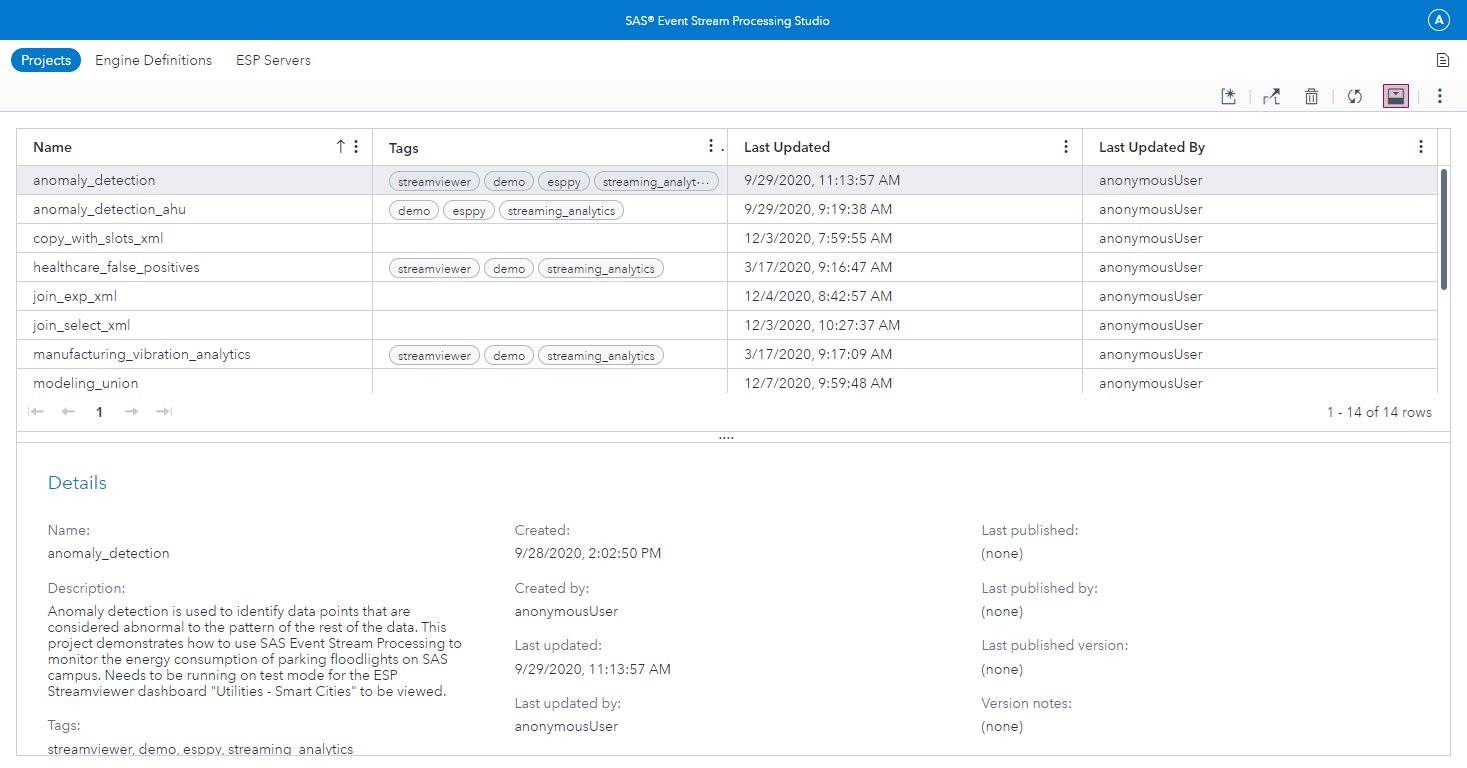 SAS® Event Stream Processing Studio
A
Projects Engine Definitions ESP Servers
Name Tags Last Updated Last Updated By
anomaly_detection streamviewer demo esppy streaming_analyt··· 9/29/2020, 11:13:57 AM anonymousUser
anomaly_detection_ahu demo esppy streaming_analytics 9/29/2020, 9:19:38 AM anonymousUser
copy_with_slots_xml 12/3/2020, 7:59:55 AM anonymousUser
healthcare_false_positives streamviewer demo streaming_analytics 3/17/2020, 9:16:47 AM anonymousUser
join_exp_xml 12/4/2020, 8:42:57 AM anonymousUser
join_select_xml 12/3/2020, 10:27:37 AM anonymousUser
manufacturing_vibration_analytics streamviewer demo streaming_analytics 3/17/2020, 9:17:09 AM anonymousUser
modeling_union 12/7/2020, 9:59:48 AM anonymousUser
1
1 - 14 of 14 rows
Details
Name:
anomaly_detection
Description:
Anomaly detection is used to identify data points that are
considered abnormal to the pattern of the rest of the data. This
project demonstrates how to use SAS Event Stream Processing to
monitor the energy consumption of parking floodlights on SAS
campus. Needs to be running on test mode for the ESP
Streamviewer dashboard "Utilities - Smart Cities" to be viewed.
Tags:
streamviewer, demo, esppy, streaming_analytics
Created:
9/28/2020, 2:02:50 PM
Created by:
anonymousUser
Last updated:
9/29/2020, 11:13:57 AM
Last updated by:
anonymousUser
Last published:
(none)
Last published by:
(none)
Last published version:
(none)
Version notes:
(none)